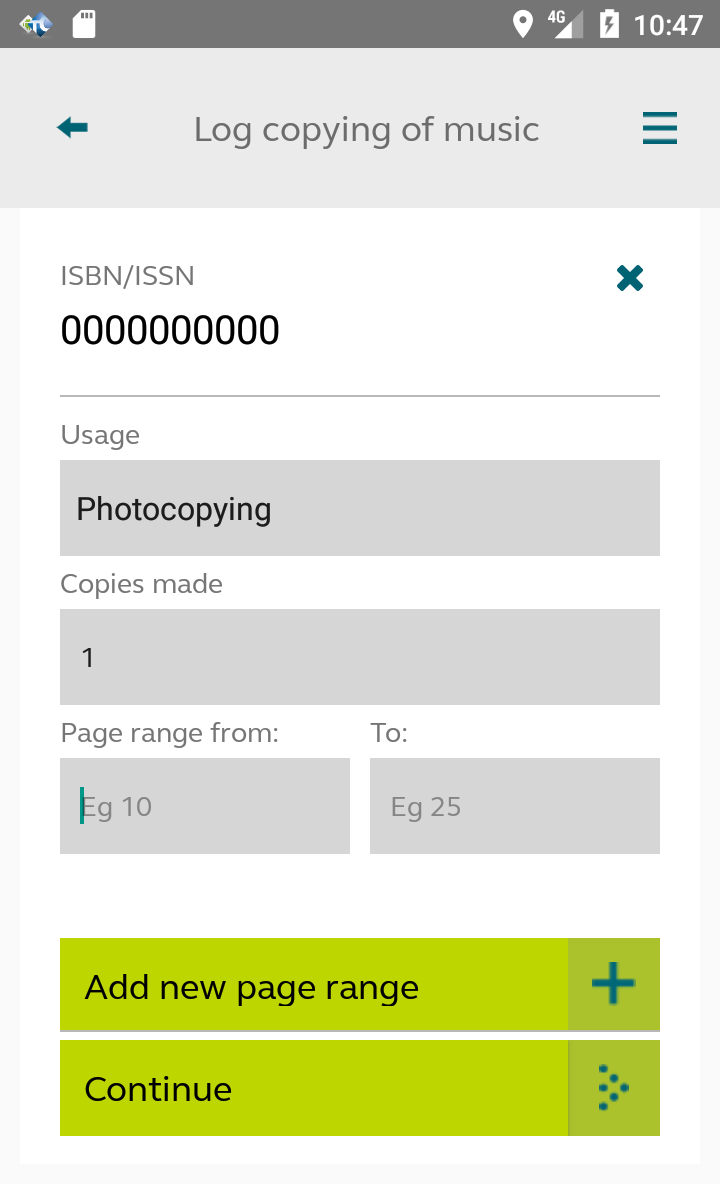 4G 10:47
Log copying of music
ISBN/ISSN
0000000000
Usage
Photocopying
Copies made
1
Page range from: To:
Eg 10 Eg 25
Add new page range
Continue